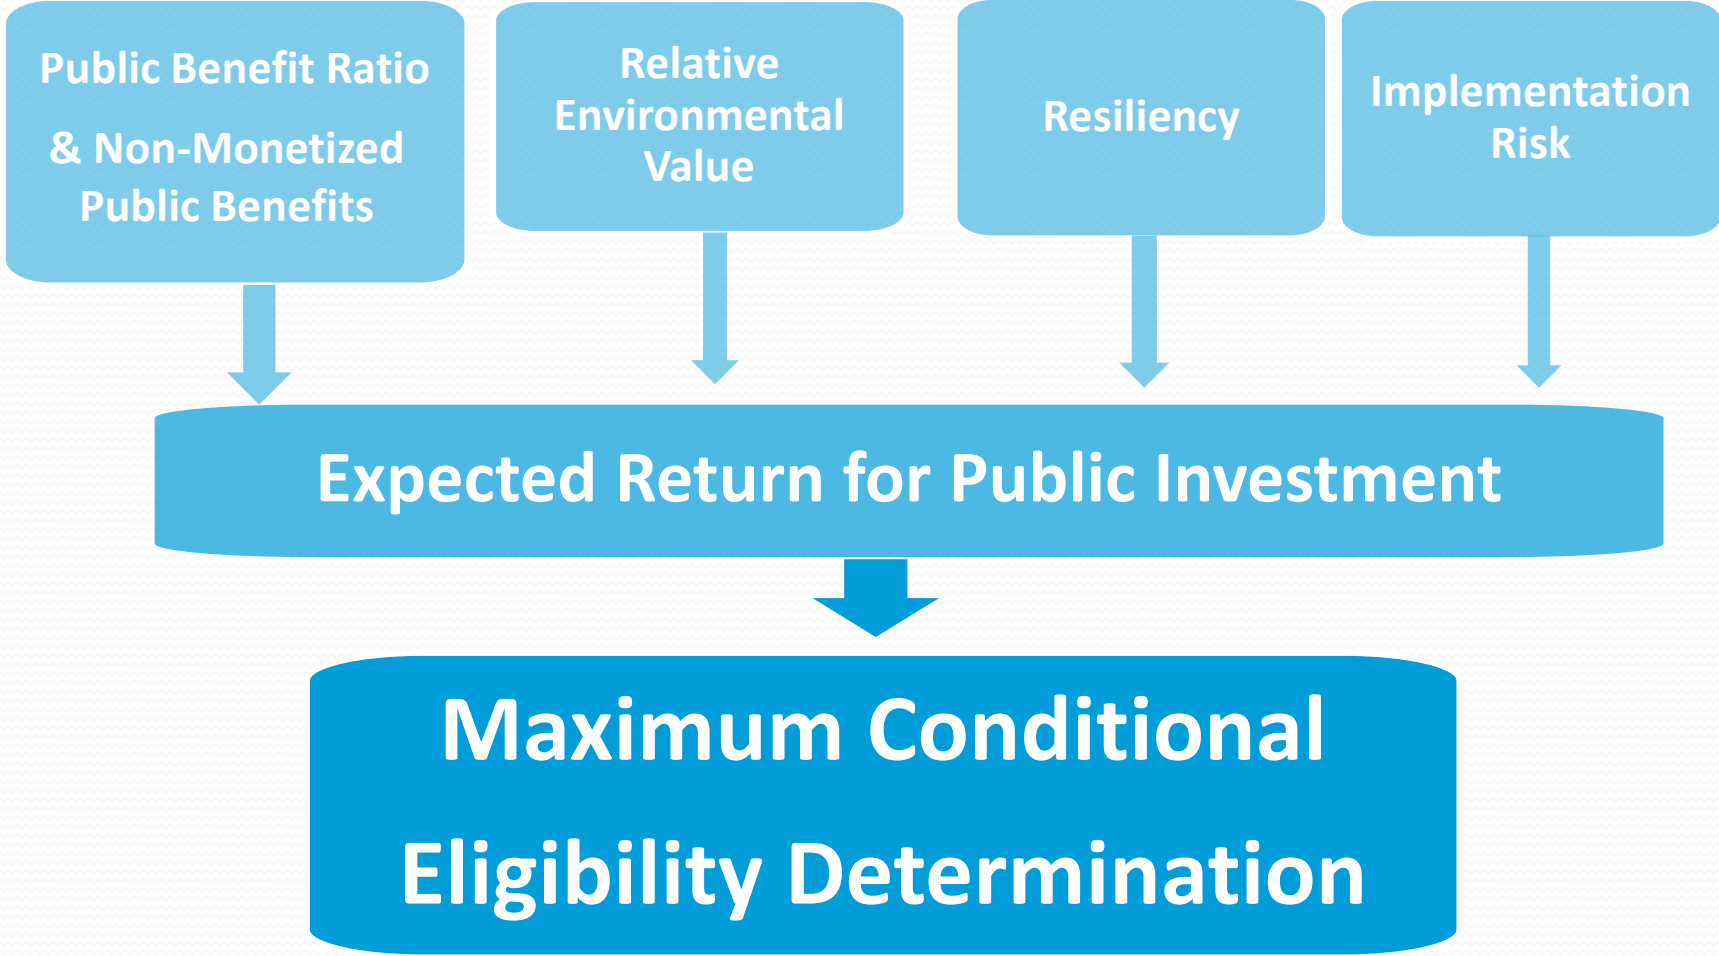 Public Benefit Ratio
& Non-Monetized
Public Benefits
Relative
Environmental
Value
Resiliency
Implementation
Risk
Expected Return for Public Investment
Maximum Conditional
Eligibility Determination